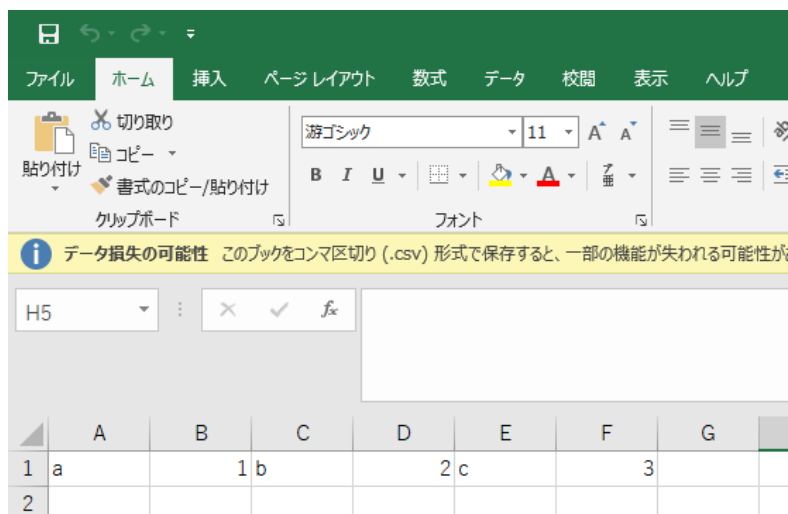 ファイル ホーム 挿入 ページ レイアウト 数式 データ 校閲 表示 ヘルプ
貼り付け
切り取り
コピー
書式のコピー/貼り付け
クリップボード
游ゴシック 11 A A
B I U A ア亜
フォント
データ損失の可能性 このブックをコンマ区切り (.csv) 形式で保存すると、一部の機能が失われる可能性が
H5 fx
A B C D E F G
1 a 1 b 2 c 3
2